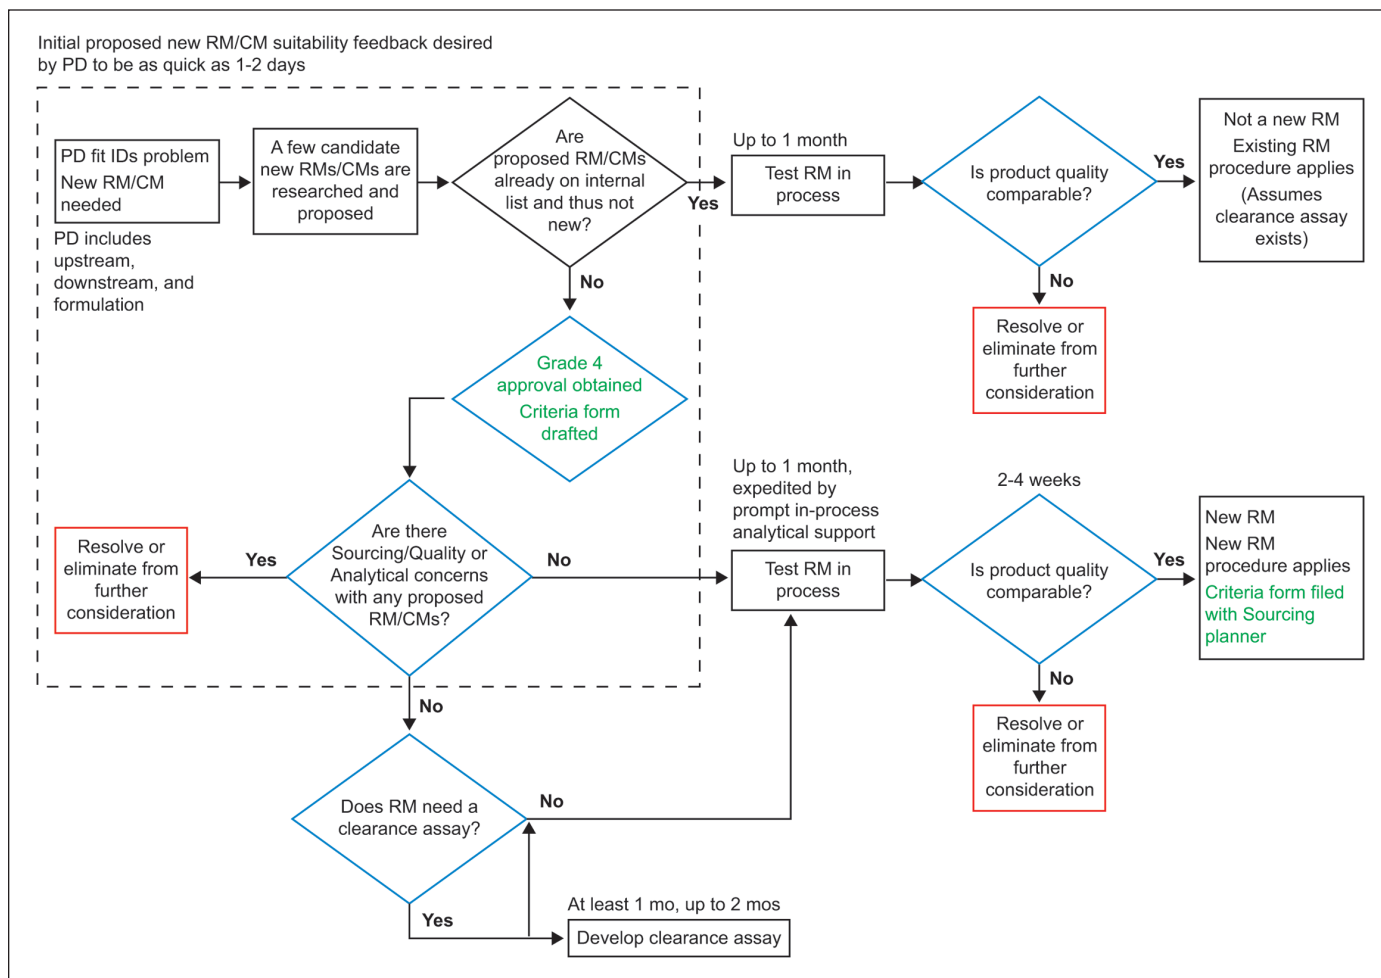 Initial proposed new RM/CM suitability feedback desired
by PD to be as quick as 1-2 days
PD fit IDs problem
New RM/CM
needed
PD includes
upstream,
downstream, and
formulation
A few candidate
new RMs/CMs are
researched and
proposed
Are
proposed RM/CMs
already on internal
list and thus not
new?
Yes
No
Up to 1 month
Test RM in
process
Is product quality
comparable?
Yes
No
Not a new RM
Existing RM
procedure applies
(Assumes
clearance assay
exists)
Resolve or
eliminate from
further
consideration
Grade 4
approval obtained
Criteria form
drafted
Are there
Sourcing/Quality or
Analytical concerns
with any proposed
RM/CMs?
Yes
Resolve or
eliminate from
further
consideration
No
No
Up to 1 month,
expedited by
prompt in-process
analytical support
Test RM in
process
2-4 weeks
Is product quality
comparable?
Yes
No
New RM
New RM
procedure applies
Criteria form filed
with Sourcing
planner
Resolve or
eliminate from
further
consideration
Does RM need a
clearance assay?
No
Yes
At least 1 mo, up to 2 mos
Develop clearance assay